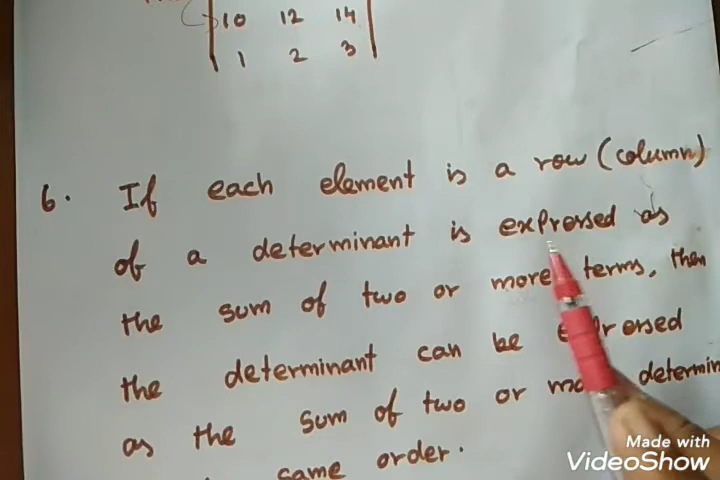 10 12 14
1 2 3
6. If each element is a row (column)
of a determinant is exprersed as
the sum of two or more terms, then
the determinant can be
as the sum of two or
same order.
Made with
VideoShow